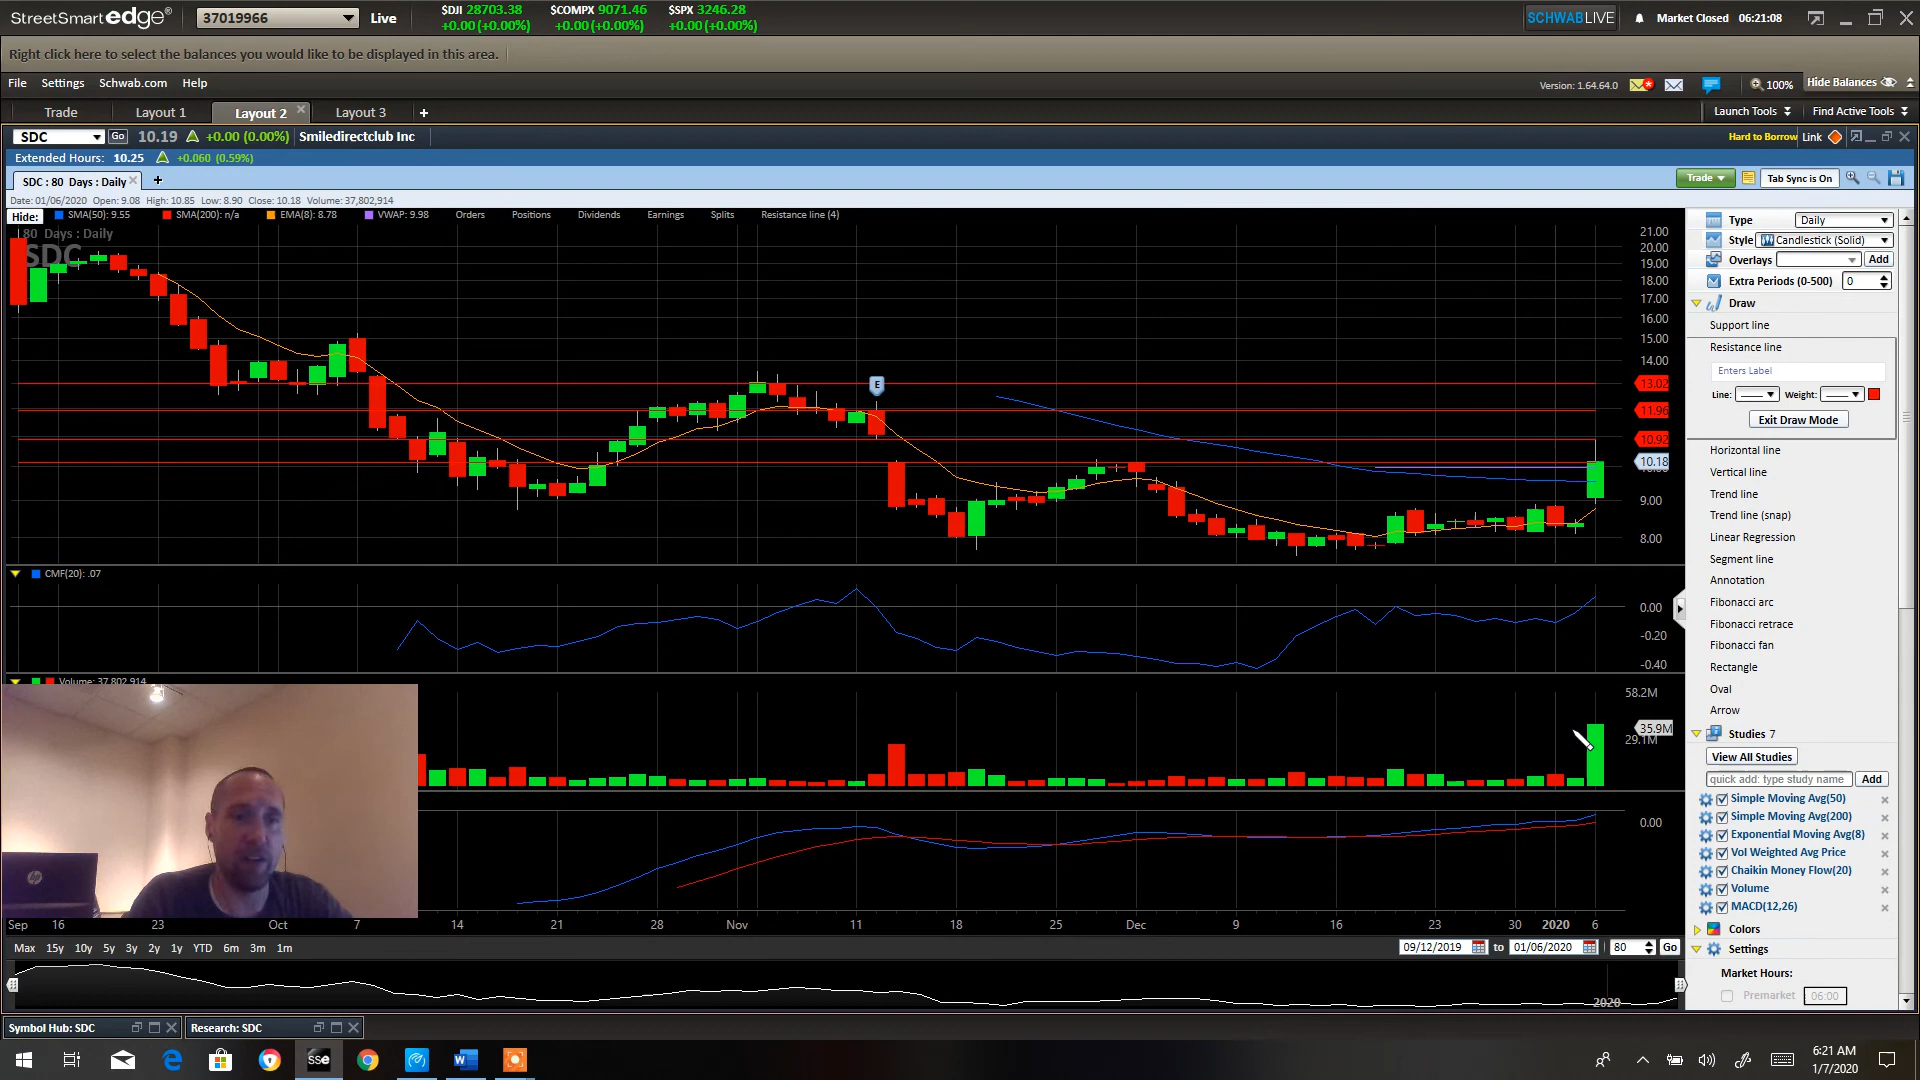 StreetSmart edge®
37019966
Live
$DJI 28703.38
+0.00 (+0.00%)
$COMPX 9071.46
+0.00 (+0.00%)
$SPX 3246.28
+0.00 (+0.00%)
SCHWABLIVE
Market Closed
06:21:08
Right click here to select the balances you would like to be displayed in this area.
File Settings Schwab.com Help
Version: 1.64.64.0
100%
Hide Balances
Trade Layout 1 Layout 2 Layout 3
Launch Tools Find Active Tools
SDC Go 10.19 +0.00 (0.00%) Smiledirectclub Inc
Hard to Borrow Link
Extended Hours: 10.25 +0.060 (0.59%)
SDC : 80 Days : Daily
Trade Tab Sync is On
Date: 01/06/2020 Open: 9.08 High: 10.85 Low: 8.90 Close: 10.18 Volume: 37,802,914
Hide: SMA(50): 9.55 SMA(200): n/a EMA(8): 8.78 VWAP: 9.98 Orders Positions Dividends Earnings Splits Resistance line (4)
80 Days : Daily
SDC
E
21.00
20.00
19.00
18.00
17.00
16.00
15.00
14.00
13.02
11.96
10.92
10.18
9.00
8.00
CMF(20): .07
0.00
-0.20
-0.40
Volume: 37,802,914
58.2M
35.9M
29.1M
0.00
hp
Sep 16 23 Oct 7 14 21 28 Nov 11 18 25 Dec 9 16 23 30 2020 6
Max 15y 10y 5y 3y 2y 1y YTD 6m 3m 1m
09/12/2019 to 01/06/2020 80 Go
2020
Type Daily
Style Candlestick (Solid)
Overlays Add
Extra Periods (0-500) 0
Draw
Support line
Resistance line
Enters Label
Line: Weight:
Exit Draw Mode
Horizontal line
Vertical line
Trend line
Trend line (snap)
Linear Regression
Segment line
Annotation
Fibonacci arc
Fibonacci retrace
Fibonacci fan
Rectangle
Oval
Arrow
Studies 7
View All Studies
quick add: type study name Add
Simple Moving Avg(50)
Simple Moving Avg(200)
Exponential Moving Avg(8)
Vol Weighted Avg Price
Chaikin Money Flow(20)
Volume
MACD(12,26)
Colors
Settings
Market Hours:
Premarket 06:00
Symbol Hub: SDC
Research: SDC
SSe
6:21 AM
1/7/2020